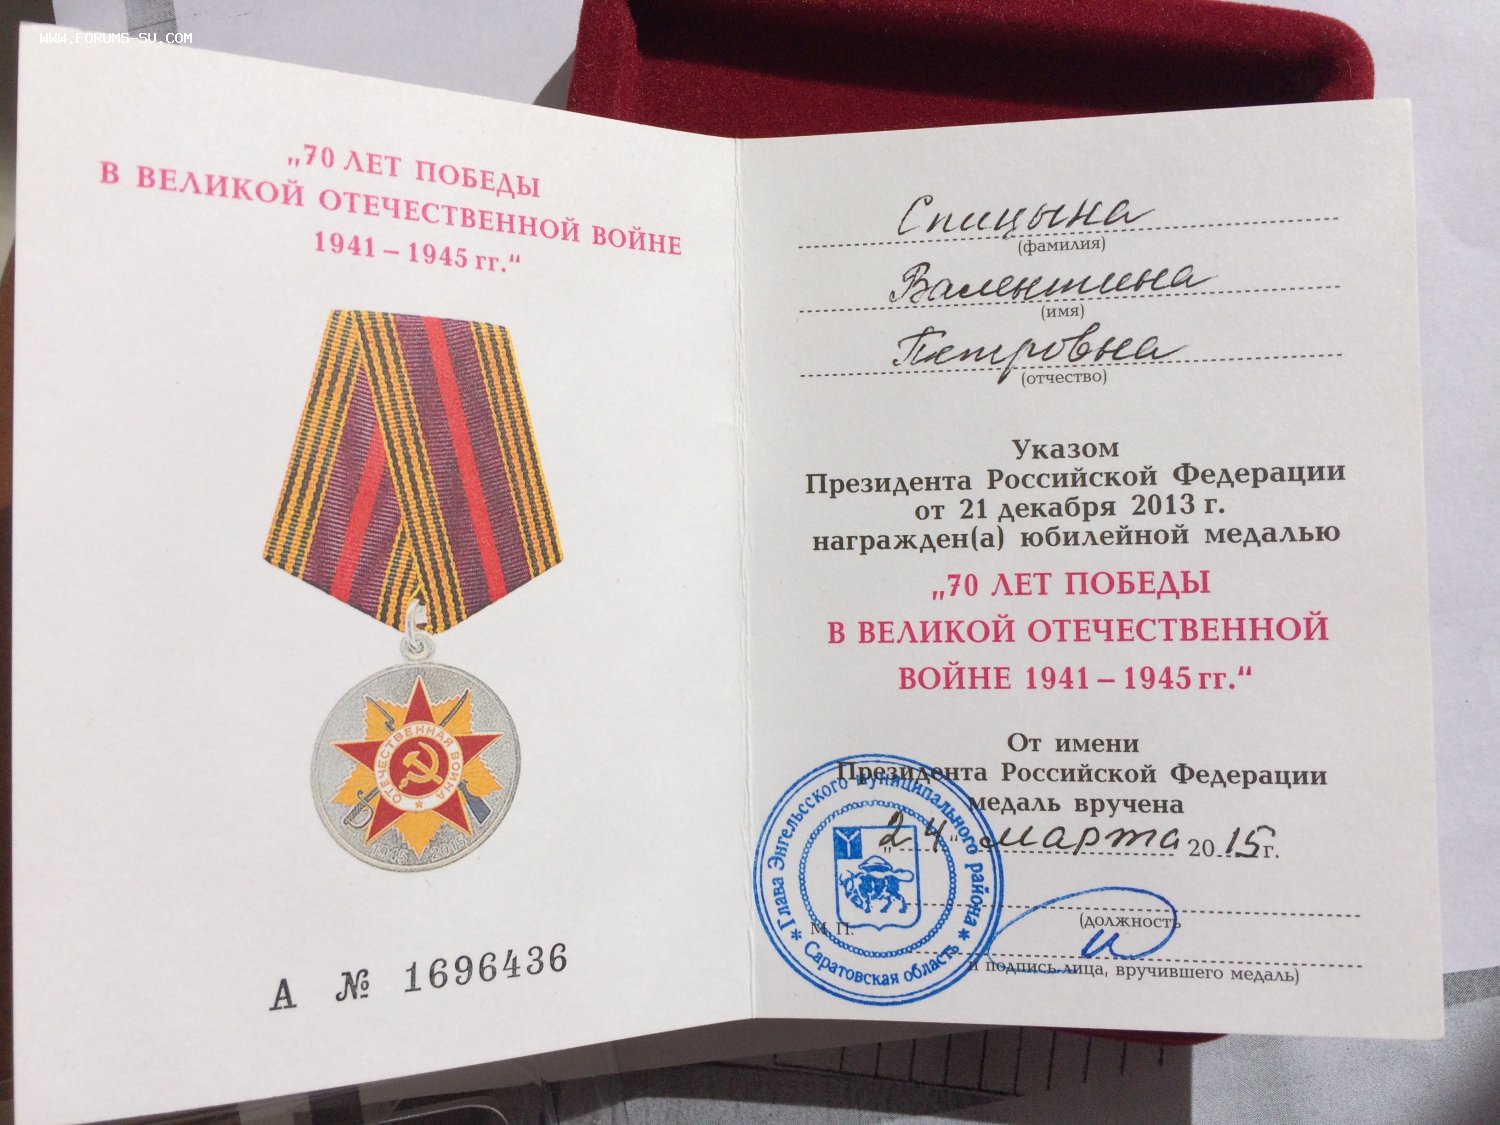 WWW.FORUMS-SU.COM
„70 ЛЕТ ПОБЕДЫ
В ВЕЛИКОЙ ОТЕЧЕСТВЕННОЙ ВОЙНЕ
1941 – 1945 гг.“
ОТЕЧЕСТВЕННАЯ ВОЙНА
1945 2015
А № 1696436
Спицына
(фамилия)
Валентина
(имя)
Петровна
(отчество)
Указом
Президента Российской Федерации
от 21 декабря 2013 г.
награжден(а) юбилейной медалью
„70 ЛЕТ ПОБЕДЫ
В ВЕЛИКОЙ ОТЕЧЕСТВЕННОЙ
ВОЙНЕ 1941 – 1945 гг.“
От имени
Президента Российской Федерации
медаль вручена
„24“ марта 2015 г.
(должность
М. П.
и подпись лица, вручившего медаль)
Глава Энгельсского муниципального района
* Саратовская область *